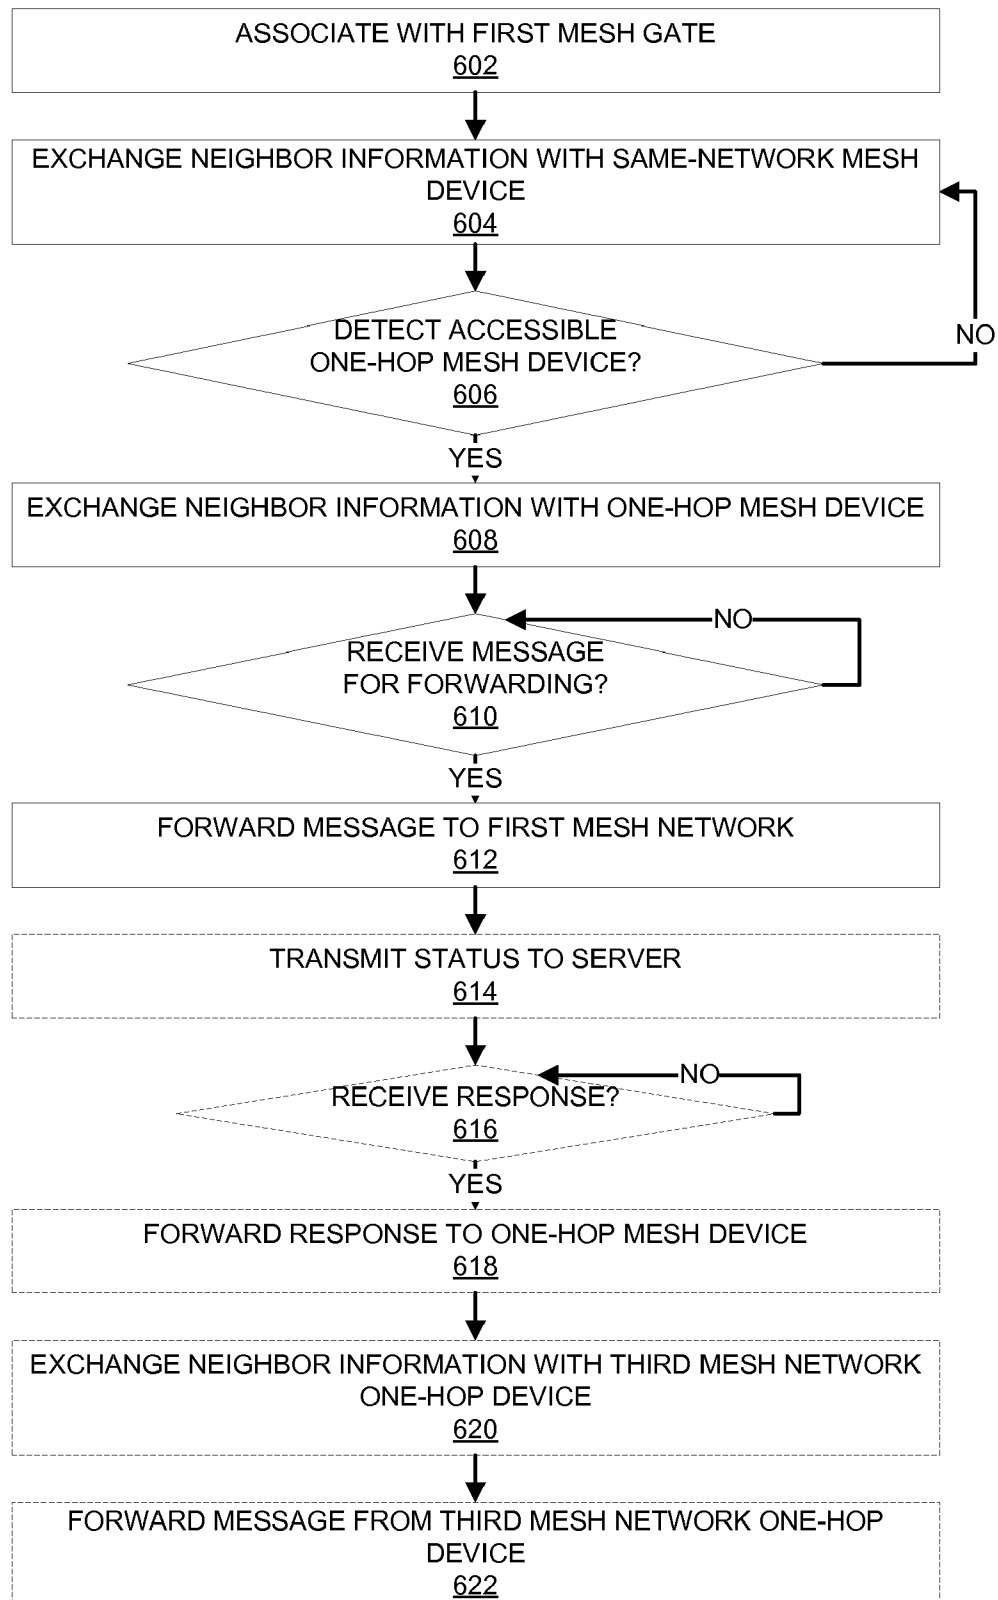 ASSOCIATE WITH FIRST MESH GATE
602
EXCHANGE NEIGHBOR INFORMATION WITH SAME-NETWORK MESH
DEVICE
604
DETECT ACCESSIBLE
ONE-HOP MESH DEVICE?
606
NO
YES
EXCHANGE NEIGHBOR INFORMATION WITH ONE-HOP MESH DEVICE
608
NO
RECEIVE MESSAGE
FOR FORWARDING?
610
YES
FORWARD MESSAGE TO FIRST MESH NETWORK
612
TRANSMIT STATUS TO SERVER
614
NO
RECEIVE RESPONSE?
616
YES
FORWARD RESPONSE TO ONE-HOP MESH DEVICE
618
EXCHANGE NEIGHBOR INFORMATION WITH THIRD MESH NETWORK
ONE-HOP DEVICE
620
FORWARD MESSAGE FROM THIRD MESH NETWORK ONE-HOP
DEVICE
622